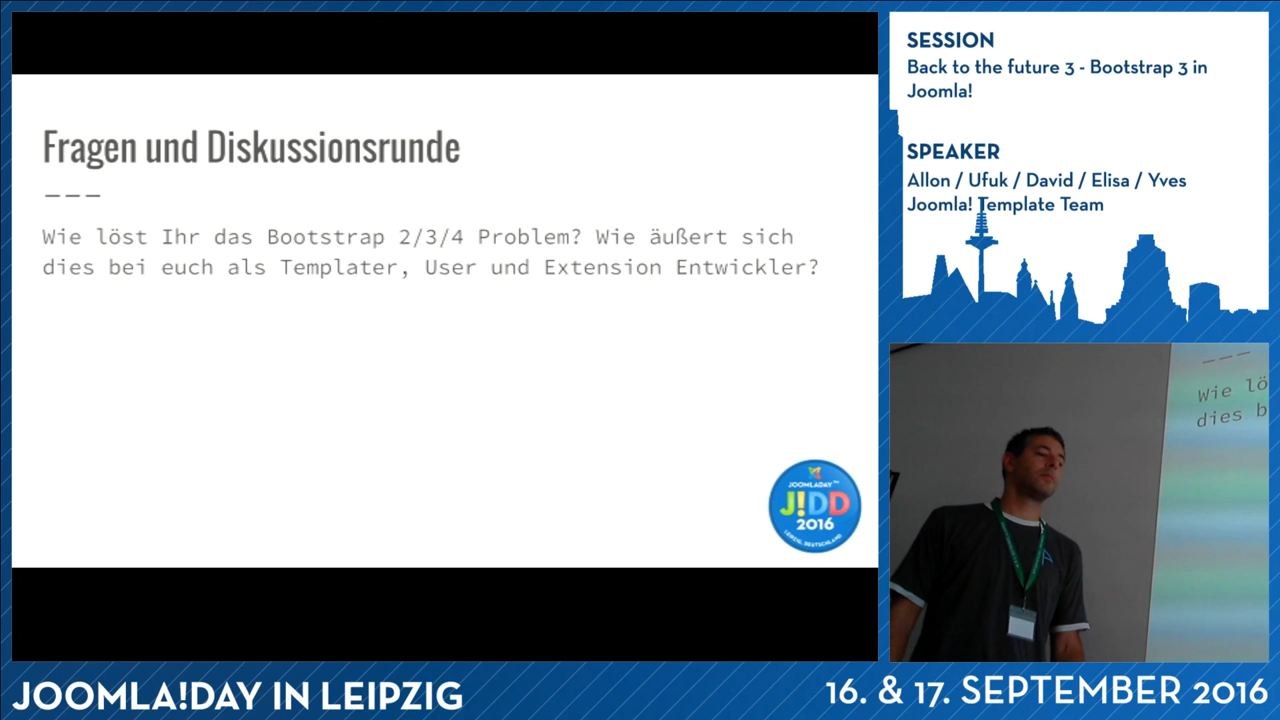 Fragen und Diskussionsrunde
---
Wie löst Ihr das Bootstrap 2/3/4 Problem? Wie äußert sich
dies bei euch als Templater, User und Extension Entwickler?
JOOMLADAY™
J!DD
2016
LEIPZIG, DEUTSCHLAND
SESSION
Back to the future 3 - Bootstrap 3 in
Joomla!
SPEAKER
Allon / Ufuk / David / Elisa / Yves
Joomla! Template Team
---
Wie lö
dies b
JOOMLA!DAY IN LEIPZIG
16. & 17. SEPTEMBER 2016